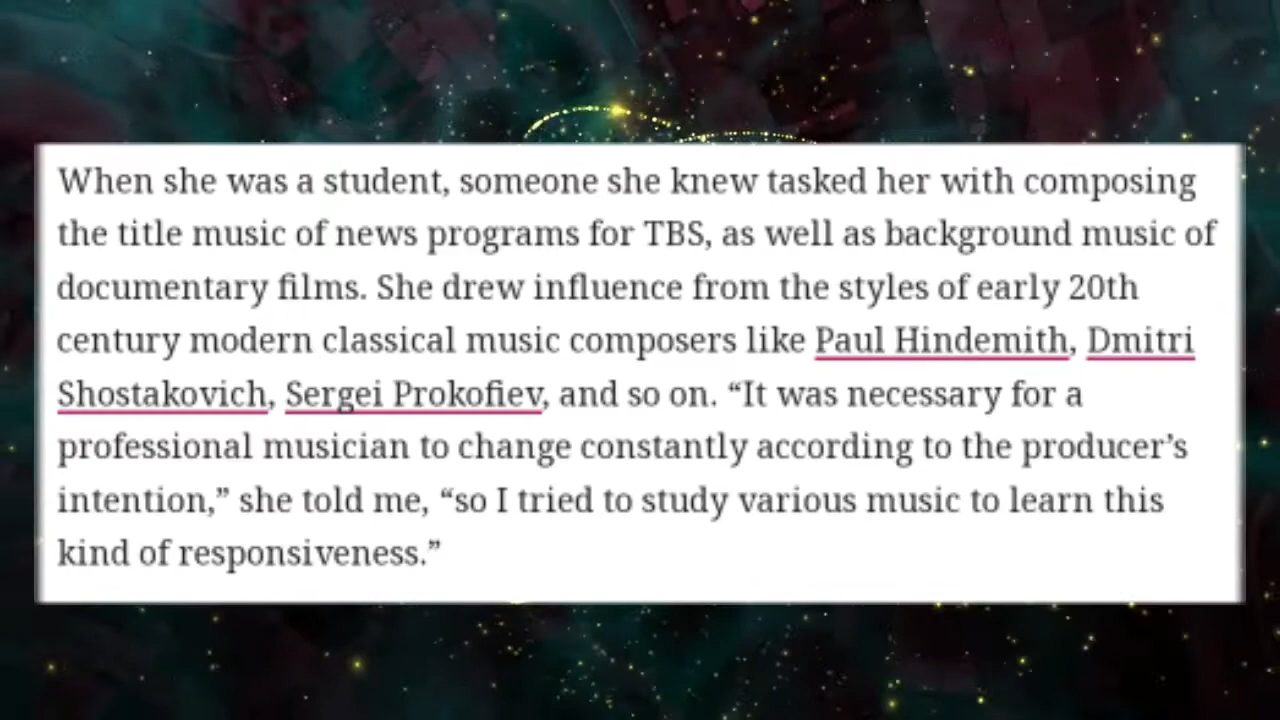 When she was a student, someone she knew tasked her with composing
the title music of news programs for TBS, as well as background music of
documentary films. She drew influence from the styles of early 20th
century modern classical music composers like Paul Hindemith, Dmitri
Shostakovich, Sergei Prokofiev, and so on. “It was necessary for a
professional musician to change constantly according to the producer’s
intention,” she told me, “so I tried to study various music to learn this
kind of responsiveness.”